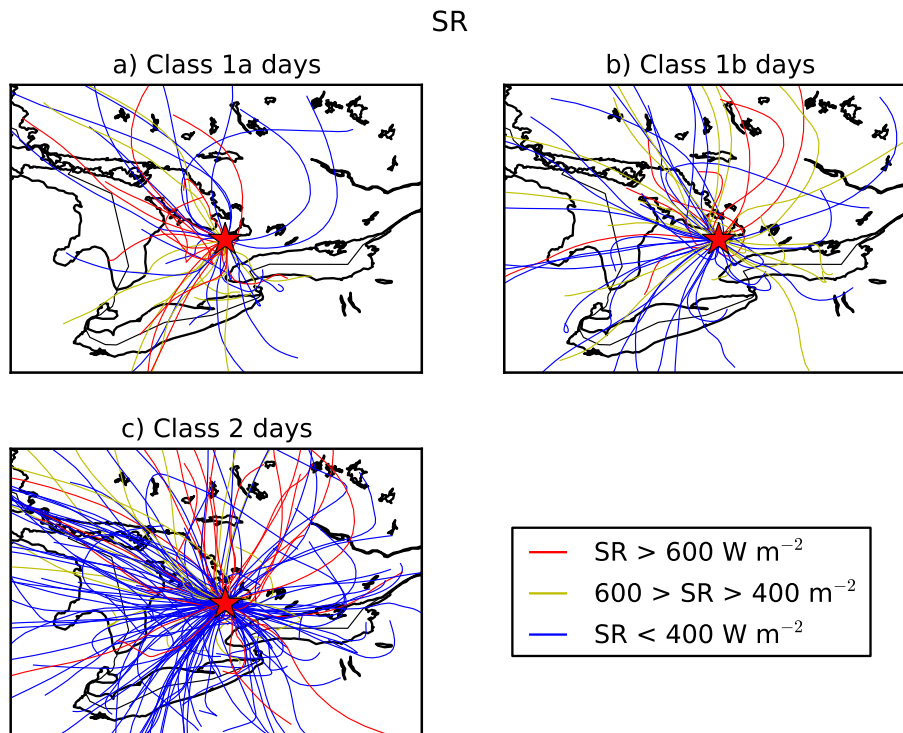 SR
a) Class 1a days
b) Class 1b days
c) Class 2 days
SR > 600 W m⁻²
600 > SR > 400 m⁻²
SR < 400 W m⁻²